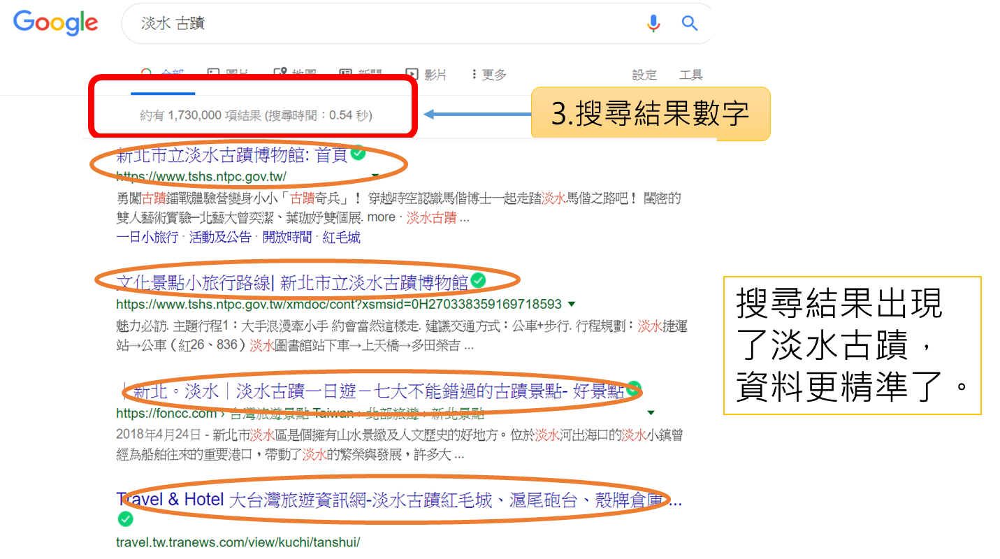 Google
淡水 古蹟
全部 圖片 地圖 新聞 影片 更多 設定 工具
約有 1,730,000 項結果 (搜尋時間：0.54 秒)
3.搜尋結果數字
新北市立淡水古蹟博物館: 首頁
https://www.tshs.ntpc.gov.tw/
勇闖古蹟鐳戰體驗營變身小小「古蹟奇兵」！ 穿越時空認識馬偕博士一起走踏淡水馬偕之路吧！ 閨密的
雙人藝術實驗─北藝大曾奕潔、葉珈妤雙個展. more · 淡水古蹟 ...
一日小旅行 · 活動及公告 · 開放時間 · 紅毛城
文化景點小旅行路線| 新北市立淡水古蹟博物館
https://www.tshs.ntpc.gov.tw/xmdoc/cont?xsmsid=0H270338359169718593
魅力必訪. 主題行程1：大手浪漫牽小手 約會當然這樣走. 建議交通方式：公車+步行. 行程規劃：淡水捷運
站→公車（紅26、836）淡水圖書館站下車→上天橋→多田榮吉 ...
搜尋結果出現
了淡水古蹟，
資料更精準了。
│新北。淡水│淡水古蹟一日遊－七大不能錯過的古蹟景點- 好景點
https://foncc.com › 台灣旅遊景點 Taiwan › 北部旅遊 › 新北景點
2018年4月24日 - 新北市淡水區是個擁有山水景緻及人文歷史的好地方。位於淡水河出海口的淡水小鎮曾
經為船舶往來的重要港口，帶動了淡水的繁榮與發展，許多大 ...
Travel & Hotel 大台灣旅遊資訊網-淡水古蹟紅毛城、滬尾砲台、殼牌倉庫 ...
travel.tw.tranews.com/view/kuchi/tanshui/